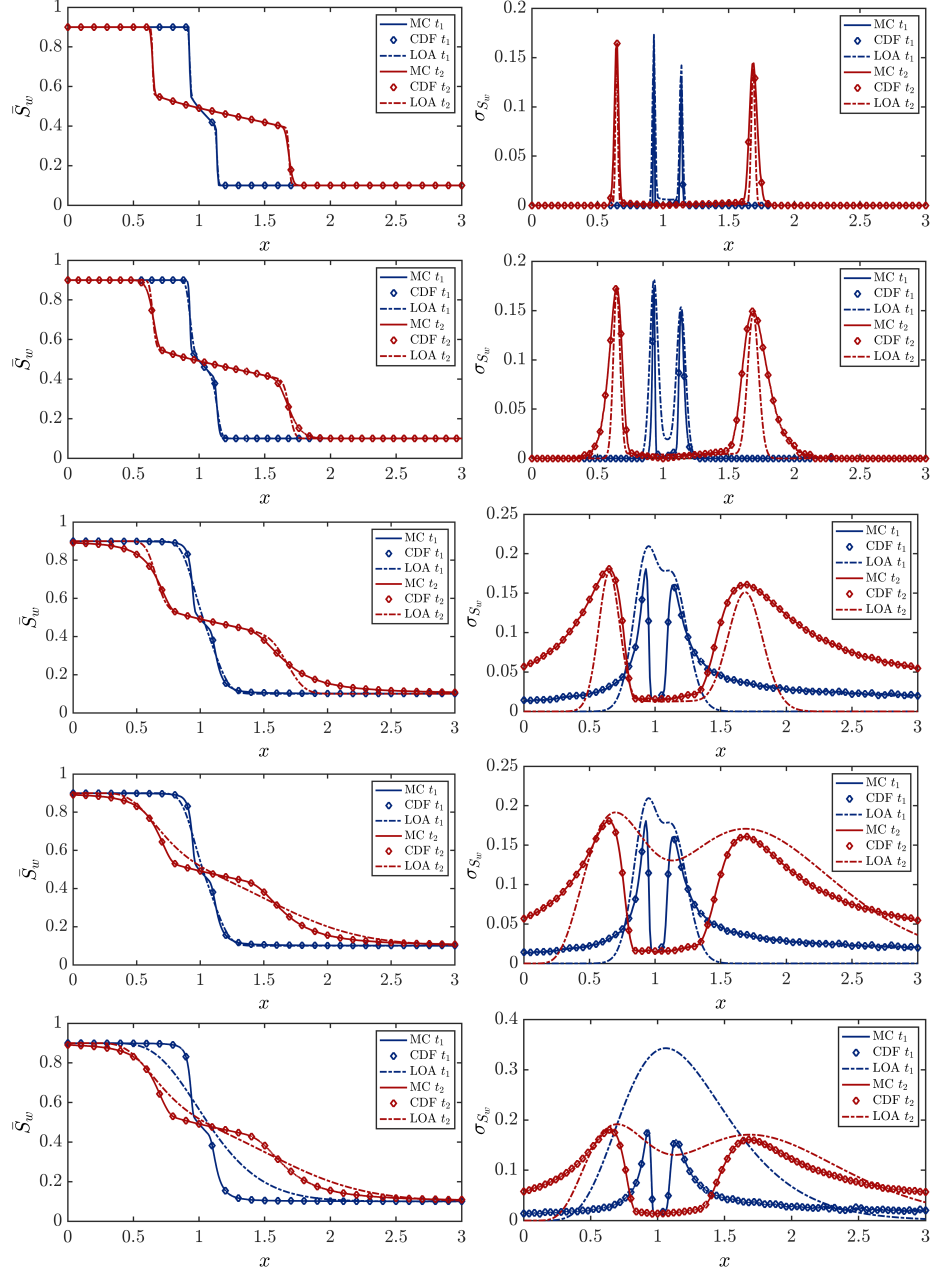 1
0.8
0.6
0.4
0.2
0
0 0.5 1 1.5 2 2.5 3
x
S̄_w
MC t₁
CDF t₁
LOA t₁
MC t₂
CDF t₂
LOA t₂
0.2
0.15
0.1
0.05
0
0 0.5 1 1.5 2 2.5 3
x
σ_{S_w}
MC t₁
CDF t₁
LOA t₁
MC t₂
CDF t₂
LOA t₂
1
0.8
0.6
0.4
0.2
0
0 0.5 1 1.5 2 2.5 3
x
S̄_w
MC t₁
CDF t₁
LOA t₁
MC t₂
CDF t₂
LOA t₂
0.2
0.15
0.1
0.05
0
0 0.5 1 1.5 2 2.5 3
x
σ_{S_w}
MC t₁
CDF t₁
LOA t₁
MC t₂
CDF t₂
LOA t₂
1
0.8
0.6
0.4
0.2
0
0 0.5 1 1.5 2 2.5 3
x
S̄_w
MC t₁
CDF t₁
LOA t₁
MC t₂
CDF t₂
LOA t₂
0.25
0.2
0.15
0.1
0.05
0
0 0.5 1 1.5 2 2.5 3
x
σ_{S_w}
MC t₁
CDF t₁
LOA t₁
MC t₂
CDF t₂
LOA t₂
1
0.8
0.6
0.4
0.2
0
0 0.5 1 1.5 2 2.5 3
x
S̄_w
MC t₁
CDF t₁
LOA t₁
MC t₂
CDF t₂
LOA t₂
0.25
0.2
0.15
0.1
0.05
0
0 0.5 1 1.5 2 2.5 3
x
σ_{S_w}
MC t₁
CDF t₁
LOA t₁
MC t₂
CDF t₂
LOA t₂
1
0.8
0.6
0.4
0.2
0
0 0.5 1 1.5 2 2.5 3
x
S̄_w
MC t₁
CDF t₁
LOA t₁
MC t₂
CDF t₂
LOA t₂
0.4
0.3
0.2
0.1
0
0 0.5 1 1.5 2 2.5 3
x
σ_{S_w}
MC t₁
CDF t₁
LOA t₁
MC t₂
CDF t₂
LOA t₂